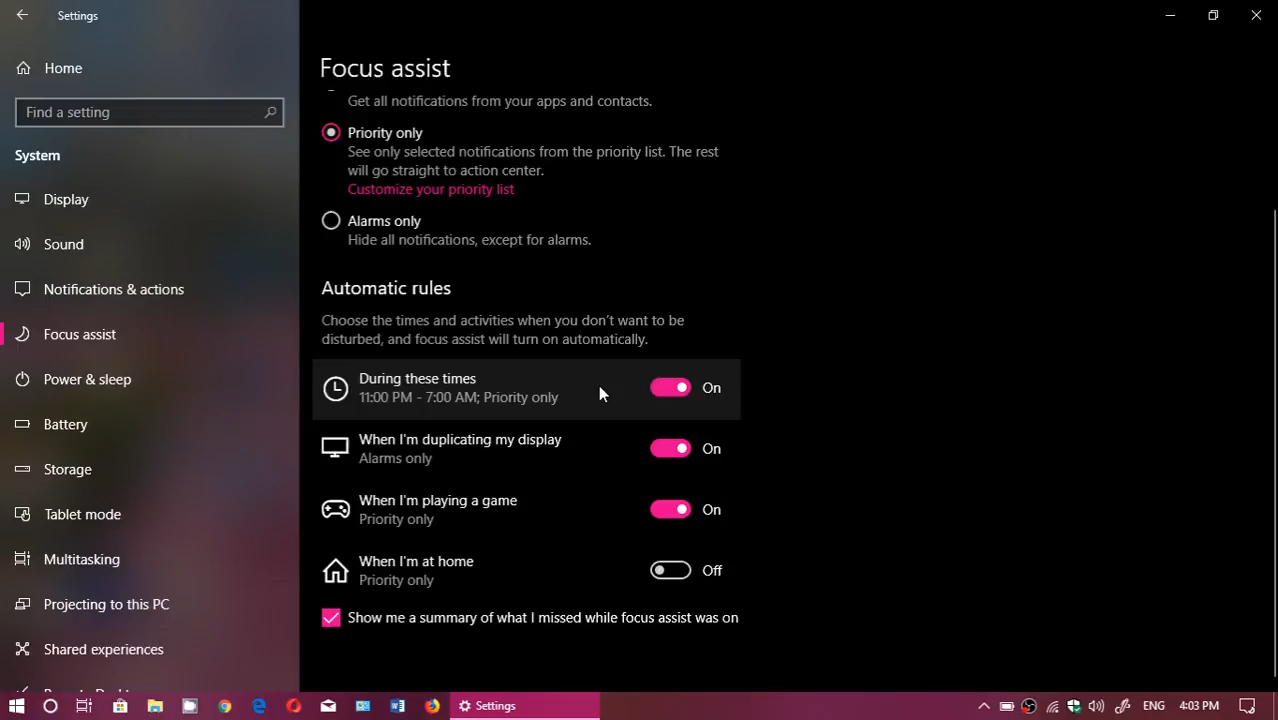 Settings
Home
Find a setting
System
Display
Sound
Notifications & actions
Focus assist
Power & sleep
Battery
Storage
Tablet mode
Multitasking
Projecting to this PC
Shared experiences
Focus assist
Get all notifications from your apps and contacts.
Priority only
See only selected notifications from the priority list. The rest
will go straight to action center.
Customize your priority list
Alarms only
Hide all notifications, except for alarms.
Automatic rules
Choose the times and activities when you don't want to be
disturbed, and focus assist will turn on automatically.
During these times
11:00 PM - 7:00 AM; Priority only
On
When I'm duplicating my display
Alarms only
On
When I'm playing a game
Priority only
On
When I'm at home
Priority only
Off
Show me a summary of what I missed while focus assist was on
Settings
ENG
4:03 PM